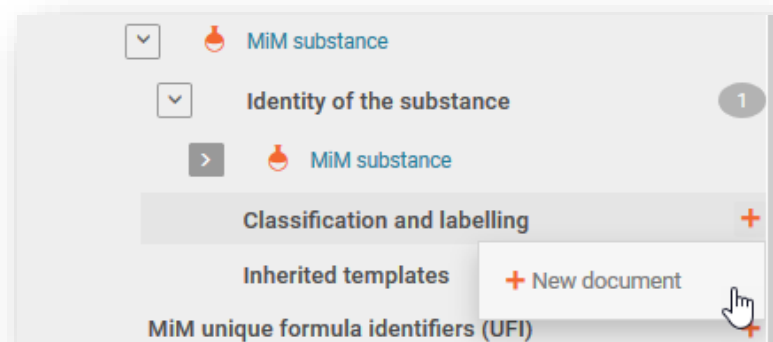 MiM substance
Identity of the substance 1
MiM substance
Classification and labelling
Inherited templates
New document
MiM unique formula identifiers (UFI)